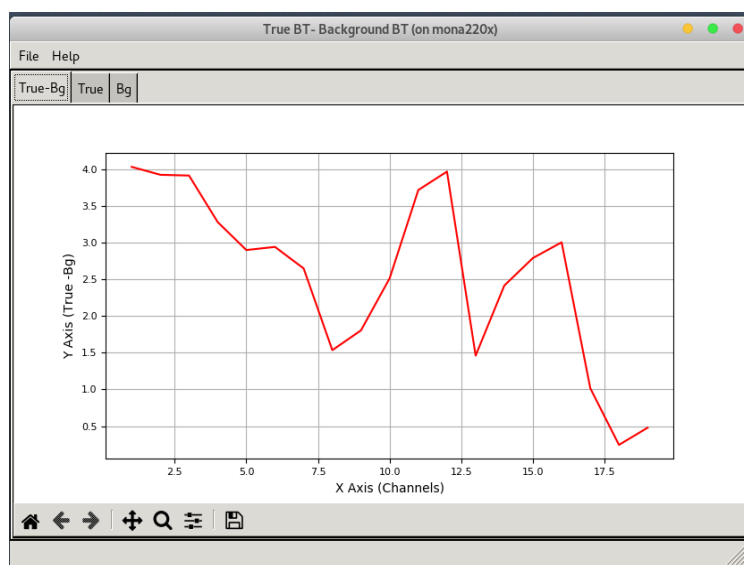 True BT- Background BT (on mona220x)
File Help
True-Bg True Bg
4.0
3.5
3.0
2.5
2.0
1.5
1.0
0.5
Y Axis (True -Bg)
2.5 5.0 7.5 10.0 12.5 15.0 17.5
X Axis (Channels)